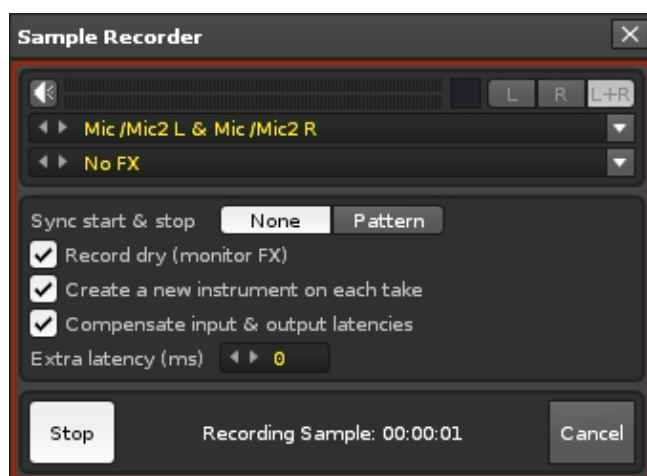 Sample Recorder
L R L+R
Mic/Mic2 L & Mic/Mic2 R
No FX
Sync start & stop None Pattern
Record dry (monitor FX)
Create a new instrument on each take
Compensate input & output latencies
Extra latency (ms) 0
Stop Recording Sample: 00:00:01 Cancel